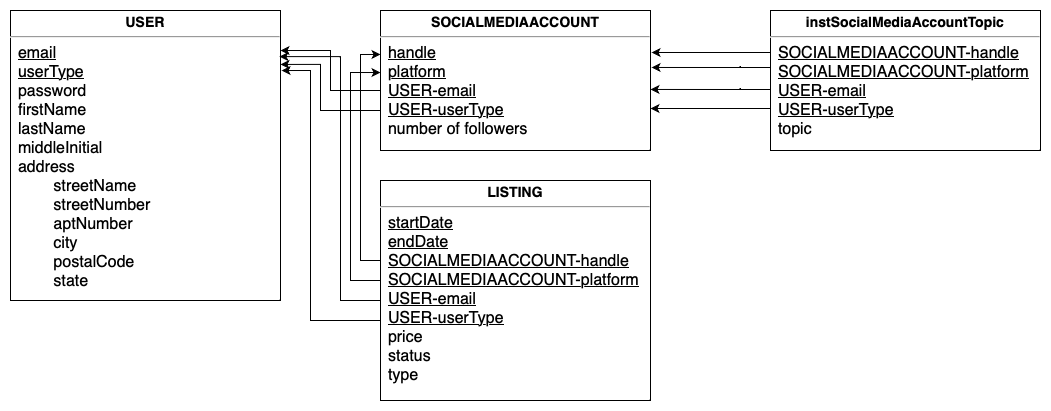 USER
email
userType
password
firstName
lastName
middleInitial
address
streetName
streetNumber
aptNumber
city
postalCode
state
SOCIALMEDIAACCOUNT
handle
platform
USER-email
USER-userType
number of followers
instSocialMediaAccountTopic
SOCIALMEDIAACCOUNT-handle
SOCIALMEDIAACCOUNT-platform
USER-email
USER-userType
topic
LISTING
startDate
endDate
SOCIALMEDIAACCOUNT-handle
SOCIALMEDIAACCOUNT-platform
USER-email
USER-userType
price
status
type